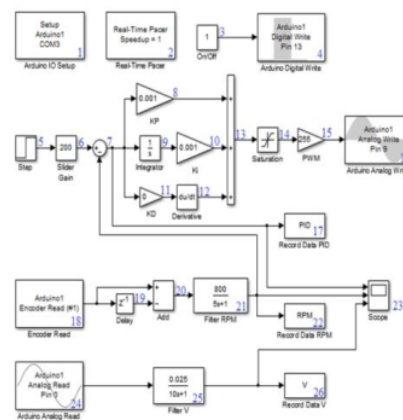 Setup
Arduino1
COM3
1
Arduino IO Setup
Real-Time Pacer
Speedup = 1
2
Real-Time Pacer
1
3
On/Off
Arduino1
Digital Write
Pin 13
4
Arduino Digital Write
5
Step
200
6
Slider
Gain
7
0.001
8
KP
1
s
9
Integrator
0.001
10
Ki
0
11
KD
du/dt
12
Derivative
13
14
Saturation
255
15
PWM
Arduino1
Analog Write
Pin 9
Arduino Analog Write
PID
17
Record Data PID
Arduino1
Encoder Read (#1)
18
Encoder Read
Z-1
19
Delay
20
Add
800
5s+1
21
Filter RPM
RPM
22
Record Data RPM
23
Scope
Arduino1
Analog Read
Pin 0
24
Arduino Analog Read
0.025
10s+1
25
Filter V
V
26
Record Data V